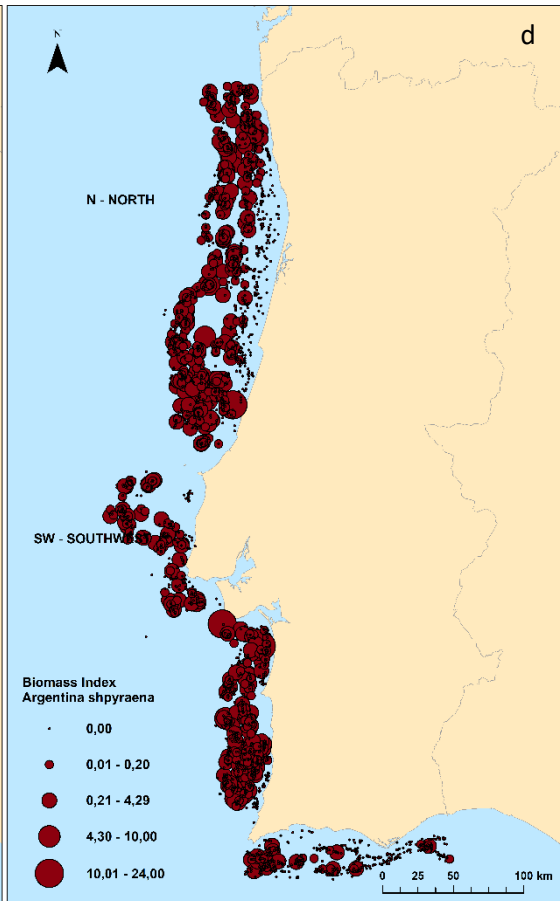 d
N
N - NORTH
SW - SOUTHW
Biomass Index
Argentina shpyraena
0,00
0,01 - 0,20
0,21 - 4,29
4,30 - 10,00
10,01 - 24,00
0 25 50 100 km